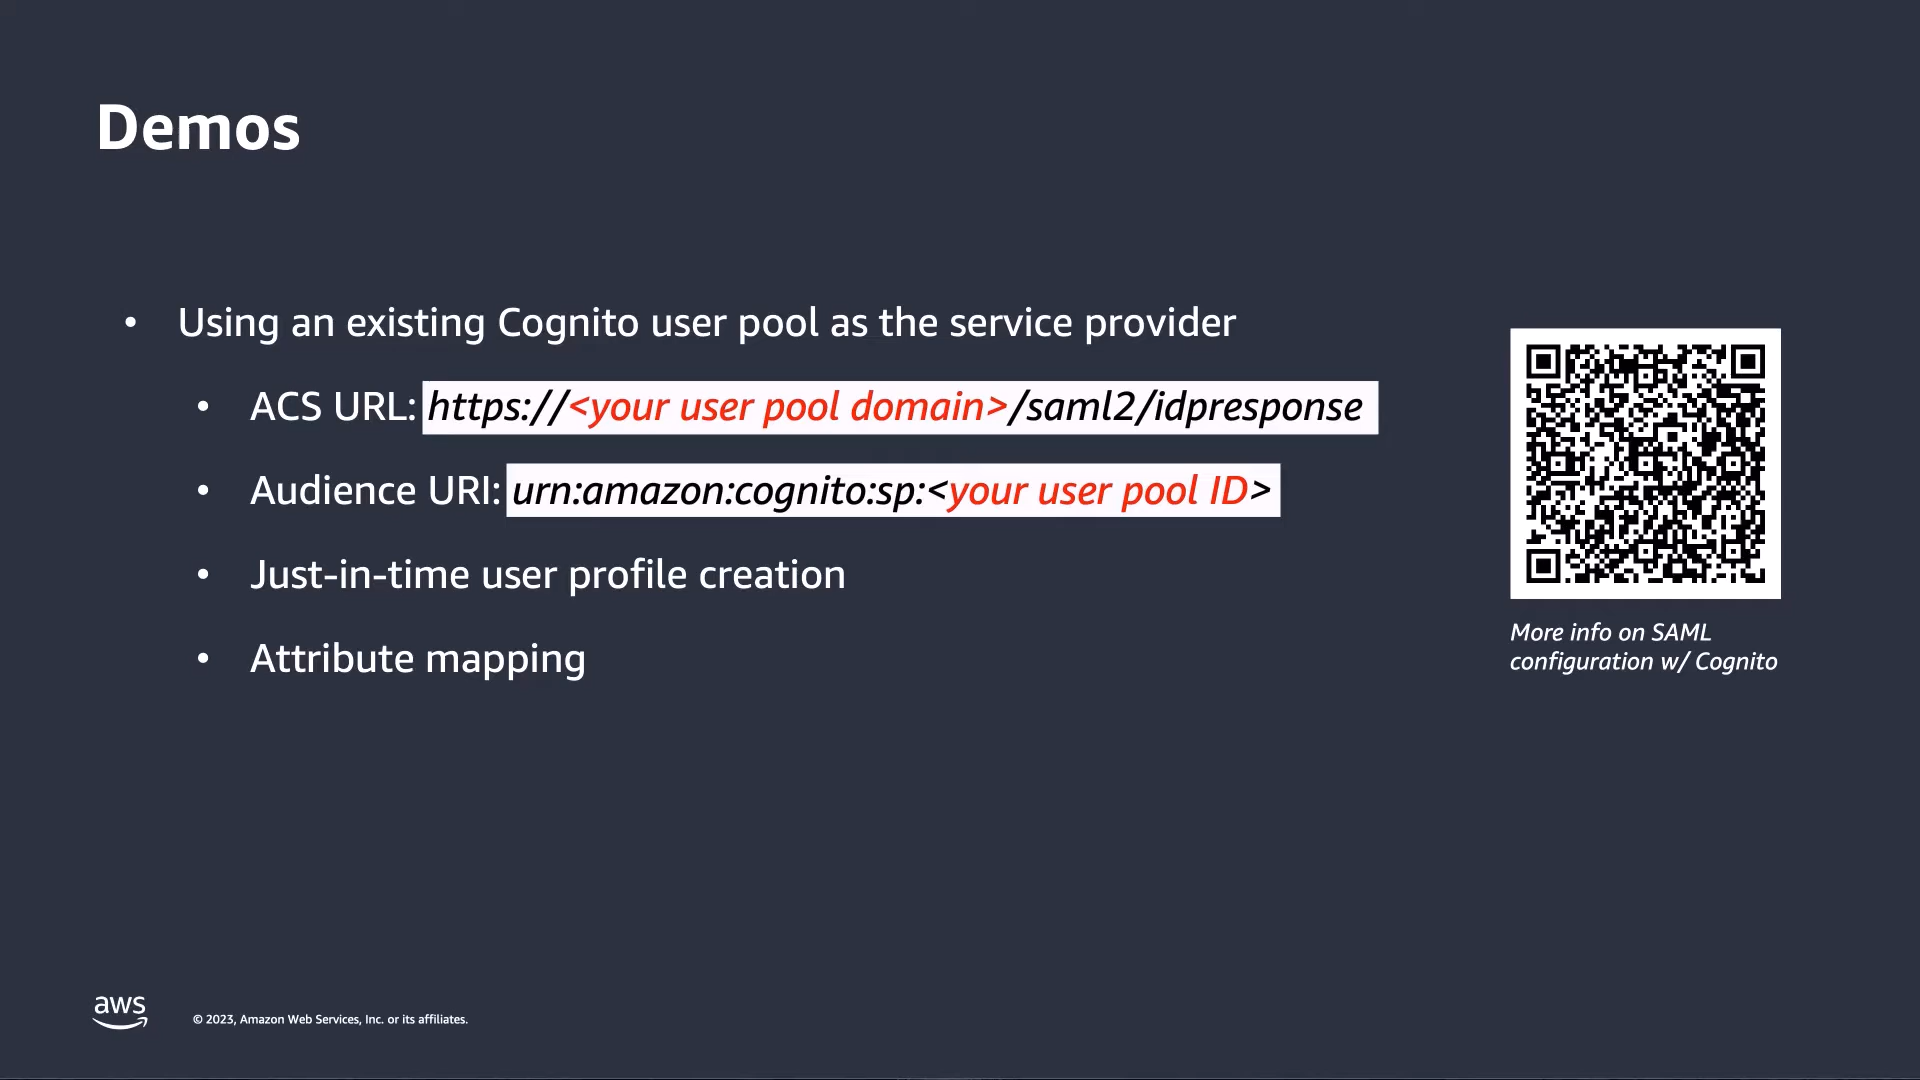 Demos
• Using an existing Cognito user pool as the service provider
• ACS URL: https://<your user pool domain>/saml2/idpresponse
• Audience URI: urn:amazon:cognito:sp:<your user pool ID>
• Just-in-time user profile creation
• Attribute mapping
More info on SAML
configuration w/ Cognito
aws
© 2023, Amazon Web Services, Inc. or its affiliates.